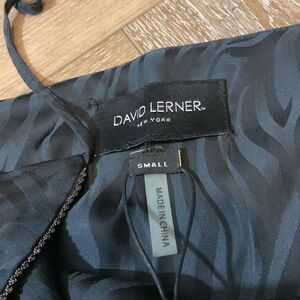 DAVID LERNER
NEW YORK
SMALL
MADE IN CHINA